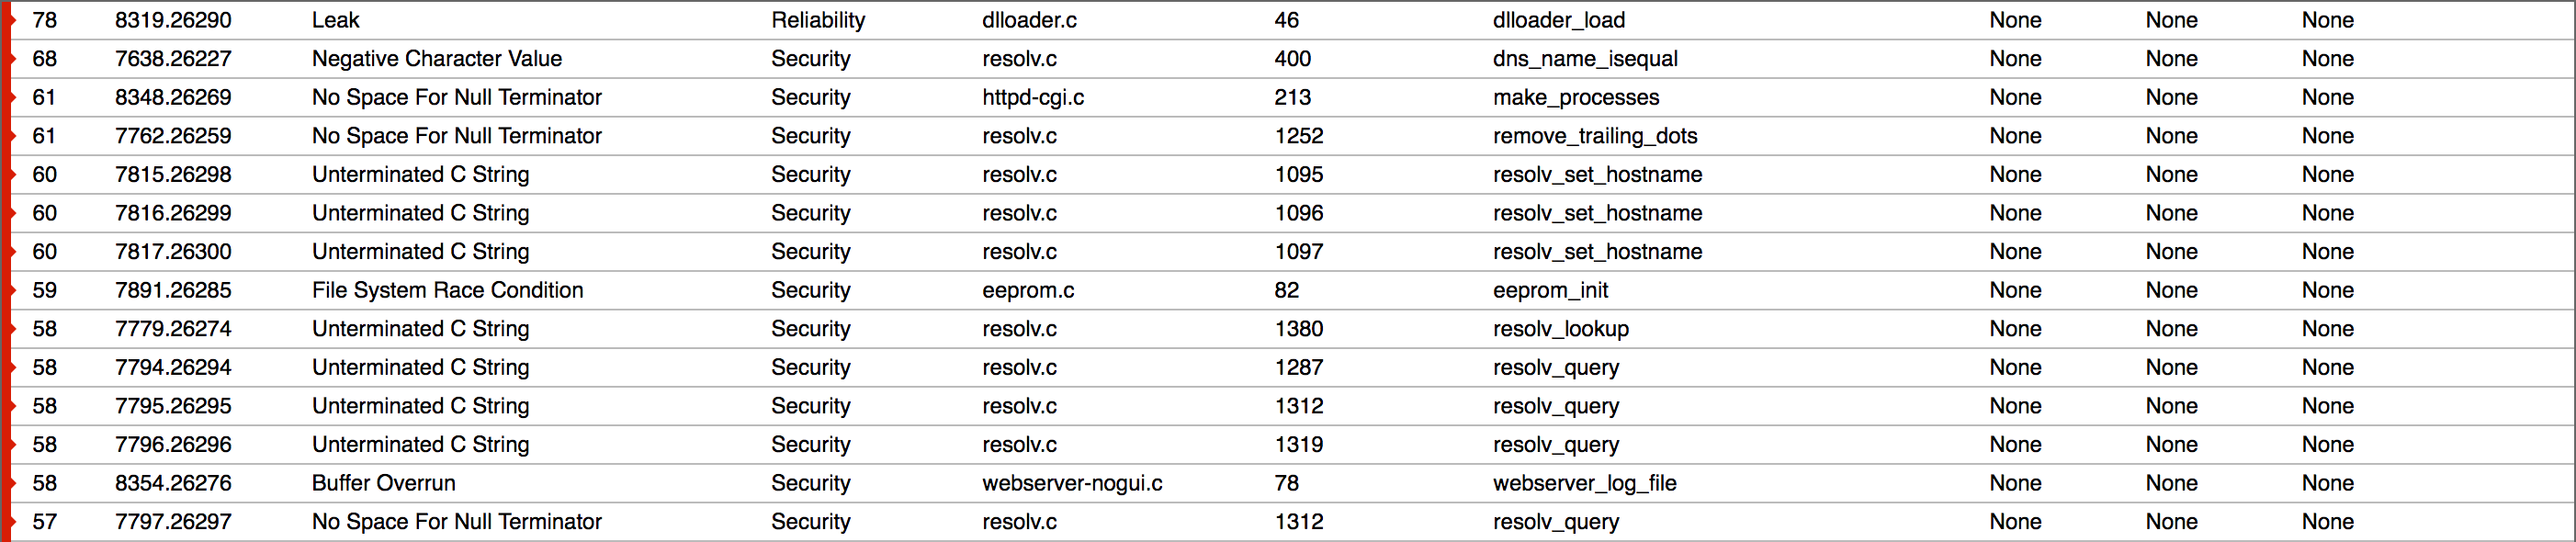 78 8319.26290 Leak Reliability dlloader.c 46 dlloader_load None None None
68 7638.26227 Negative Character Value Security resolv.c 400 dns_name_isequal None None None
61 8348.26269 No Space For Null Terminator Security httpd-cgi.c 213 make_processes None None None
61 7762.26259 No Space For Null Terminator Security resolv.c 1252 remove_trailing_dots None None None
60 7815.26298 Unterminated C String Security resolv.c 1095 resolv_set_hostname None None None
60 7816.26299 Unterminated C String Security resolv.c 1096 resolv_set_hostname None None None
60 7817.26300 Unterminated C String Security resolv.c 1097 resolv_set_hostname None None None
59 7891.26285 File System Race Condition Security eeprom.c 82 eeprom_init None None None
58 7779.26274 Unterminated C String Security resolv.c 1380 resolv_lookup None None None
58 7794.26294 Unterminated C String Security resolv.c 1287 resolv_query None None None
58 7795.26295 Unterminated C String Security resolv.c 1312 resolv_query None None None
58 7796.26296 Unterminated C String Security resolv.c 1319 resolv_query None None None
58 8354.26276 Buffer Overrun Security webserver-nogui.c 78 webserver_log_file None None None
57 7797.26297 No Space For Null Terminator Security resolv.c 1312 resolv_query None None None